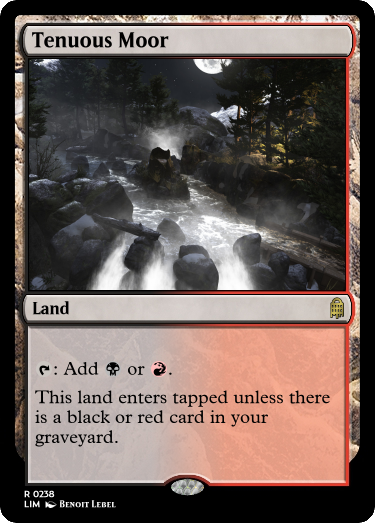 Tenuous Moor
Land
: Add or .
This land enters tapped unless there
is a black or red card in your
graveyard.
R 0238
LIM Benoit Lebel